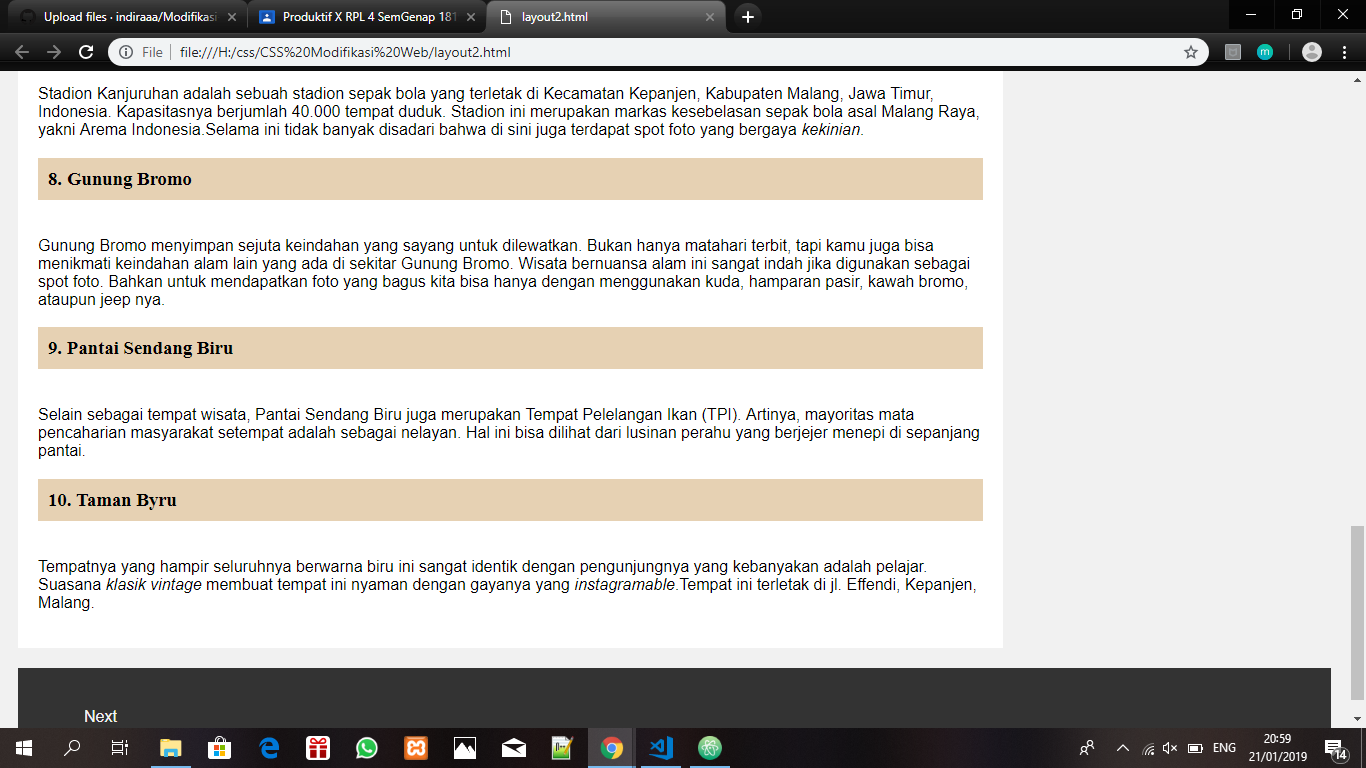 Upload files · indiraaa/Modifikasi
Produktif X RPL 4 SemGenap 181
layout2.html
File
file:///H:/css/CSS%20Modifikasi%20Web/layout2.html
m
Stadion Kanjuruhan adalah sebuah stadion sepak bola yang terletak di Kecamatan Kepanjen, Kabupaten Malang, Jawa Timur,
Indonesia. Kapasitasnya berjumlah 40.000 tempat duduk. Stadion ini merupakan markas kesebelasan sepak bola asal Malang Raya,
yakni Arema Indonesia.Selama ini tidak banyak disadari bahwa di sini juga terdapat spot foto yang bergaya kekinian.
8. Gunung Bromo
Gunung Bromo menyimpan sejuta keindahan yang sayang untuk dilewatkan. Bukan hanya matahari terbit, tapi kamu juga bisa
menikmati keindahan alam lain yang ada di sekitar Gunung Bromo. Wisata bernuansa alam ini sangat indah jika digunakan sebagai
spot foto. Bahkan untuk mendapatkan foto yang bagus kita bisa hanya dengan menggunakan kuda, hamparan pasir, kawah bromo,
ataupun jeep nya.
9. Pantai Sendang Biru
Selain sebagai tempat wisata, Pantai Sendang Biru juga merupakan Tempat Pelelangan Ikan (TPI). Artinya, mayoritas mata
pencaharian masyarakat setempat adalah sebagai nelayan. Hal ini bisa dilihat dari lusinan perahu yang berjejer menepi di sepanjang
pantai.
10. Taman Byru
Tempatnya yang hampir seluruhnya berwarna biru ini sangat identik dengan pengunjungnya yang kebanyakan adalah pelajar.
Suasana klasik vintage membuat tempat ini nyaman dengan gayanya yang instagramable.Tempat ini terletak di jl. Effendi, Kepanjen,
Malang.
Next
ENG
20:59
21/01/2019
14